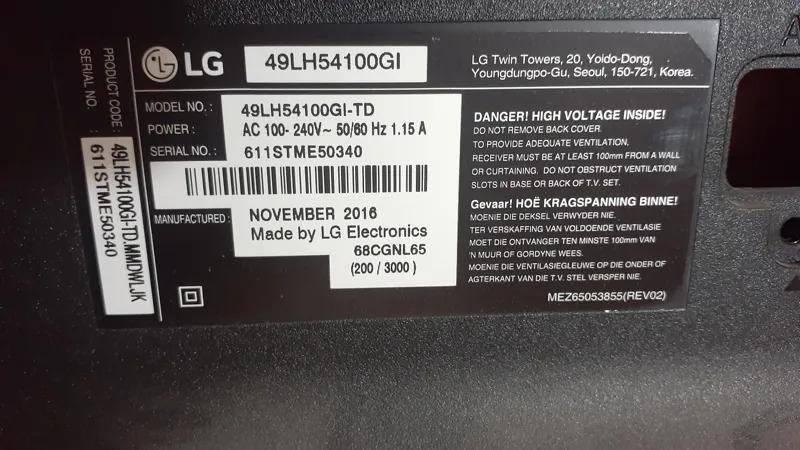 LG
49LH54100GI
LG Twin Towers, 20, Yoido-Dong,
Youngdungpo-Gu, Seoul, 150-721, Korea.
MODEL NO. : 49LH54100GI-TD
POWER : AC 100- 240V~ 50/60 Hz 1.15 A
SERIAL NO. : 611STME50340
MANUFACTURED : NOVEMBER 2016
Made by LG Electronics
68CGNL65
(200 / 3000)
DANGER! HIGH VOLTAGE INSIDE!
DO NOT REMOVE BACK COVER.
TO PROVIDE ADEQUATE VENTILATION,
RECEIVER MUST BE AT LEAST 100mm FROM A WALL
OR CURTAINING. DO NOT OBSTRUCT VENTILATION
SLOTS IN BASE OR BACK OF T.V. SET.
Gevaar! HOË KRAGSPANNING BINNE!
MOENIE DIE DEKSEL VERWYDER NIE.
TER VERSKAFFING VAN VOLDOENDE VENTILASIE
MOET DIE ONTVANGER TEN MINSTE 100mm VAN
'N MUUR OF GORDYNE WEES.
MOENIE DIE VENTILASIEGLEUWE OP DIE ONDER OF
AGTERKANT VAN DIE T.V. STEL VERSPER NIE.
MEZ65053855(REV02)
PRODUCT CODE : 49LH54100GI-TD.MMDWLJK
SERIAL NO. : 611STME50340
A